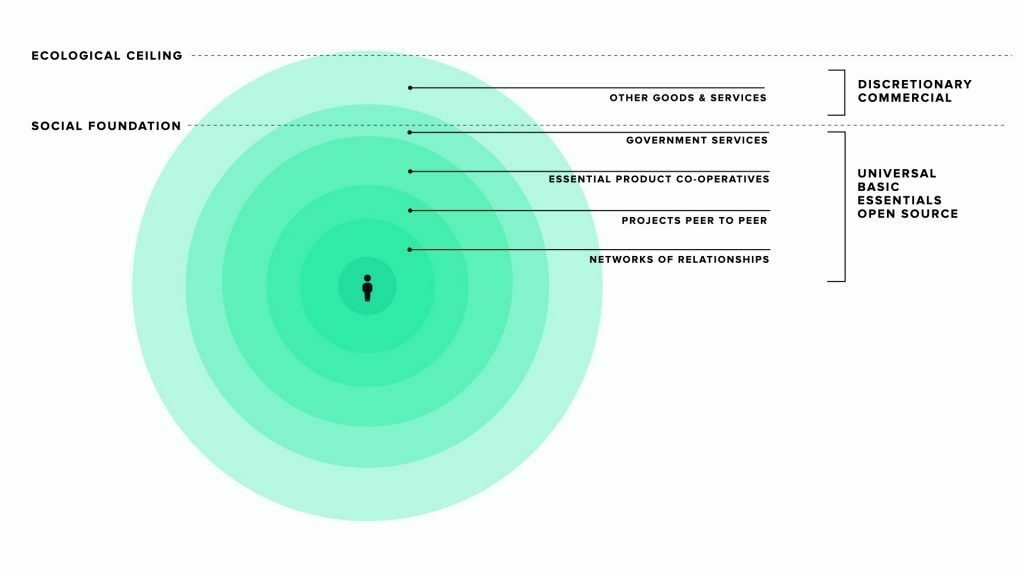 ECOLOGICAL CEILING
DISCRETIONARY
COMMERCIAL
OTHER GOODS & SERVICES
SOCIAL FOUNDATION
GOVERNMENT SERVICES
ESSENTIAL PRODUCT CO-OPERATIVES
PROJECTS PEER TO PEER
NETWORKS OF RELATIONSHIPS
UNIVERSAL
BASIC
ESSENTIALS
OPEN SOURCE